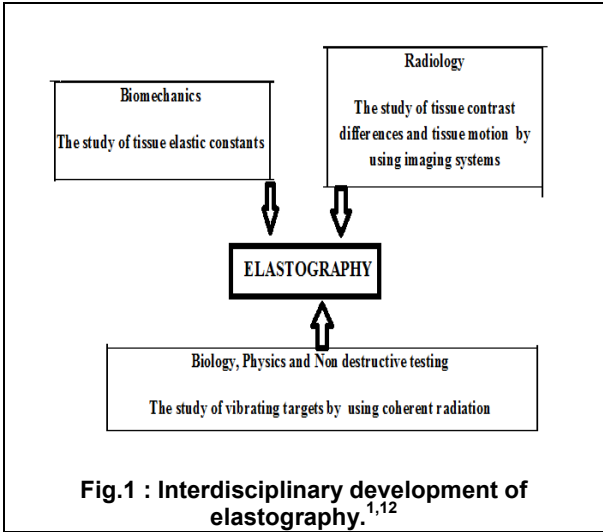 Biomechanics
The study of tissue elastic constants
Radiology
The study of tissue contrast
differences and tissue motion by
using imaging systems
ELASTOGRAPHY
Biology, Physics and Non destructive testing
The study of vibrating targets by using coherent radiation
Fig.1 : Interdisciplinary development of
elastography.1,12